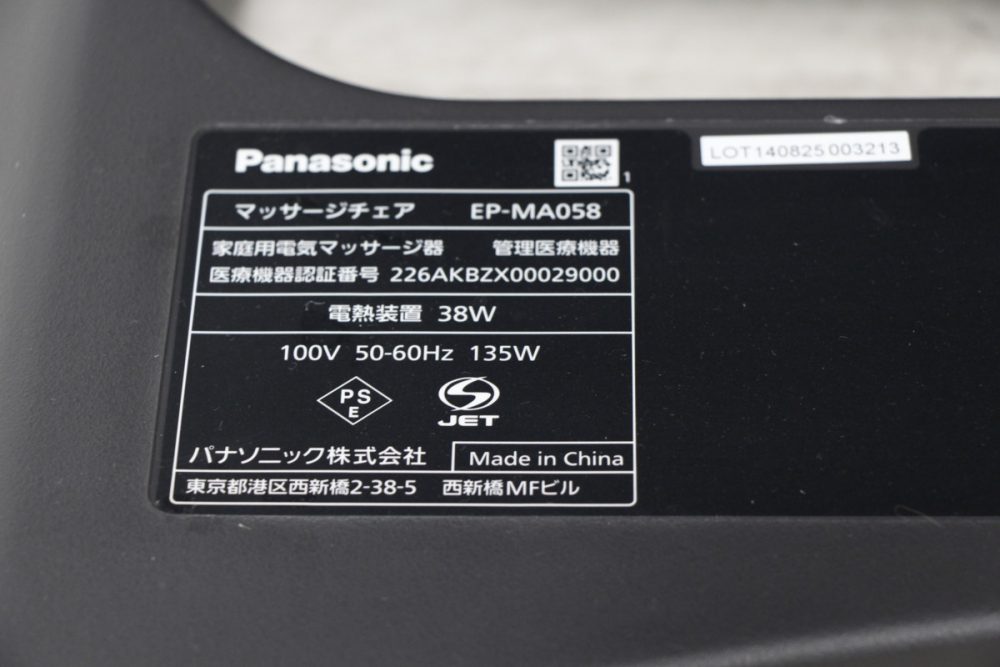 Panasonic
1
LOT140825 003213
マッサージチェア EP-MA058
家庭用電気マッサージ器 管理医療機器
医療機器認証番号 226AKBZX00029000
電熱装置 38W
100V 50-60Hz 135W
PS
E
JET
パナソニック株式会社 Made in China
東京都港区西新橋2-38-5 西新橋MFビル